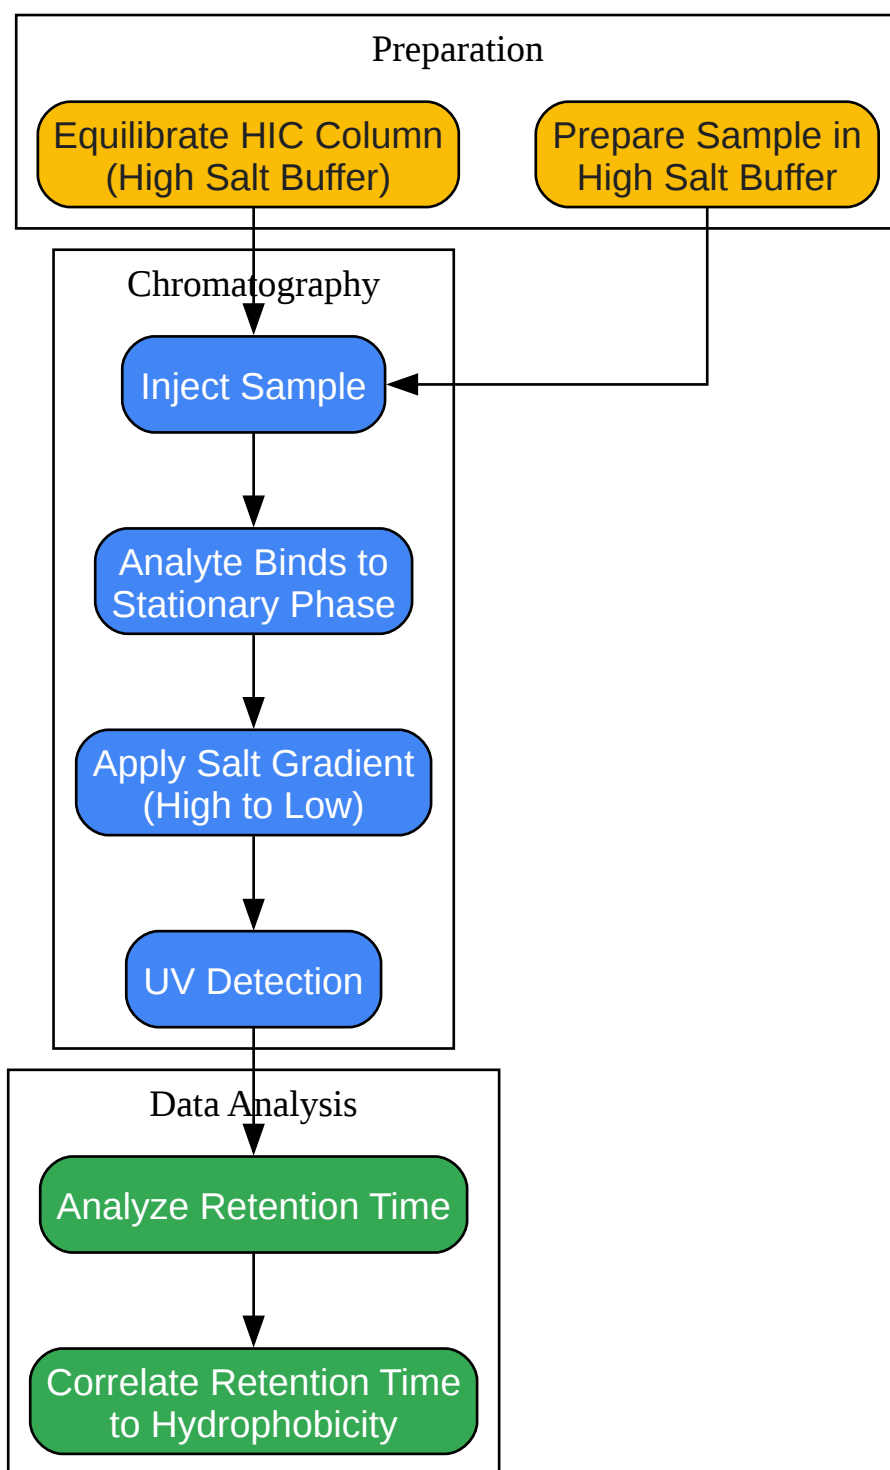 Preparation
Equilibrate HIC Column
(High Salt Buffer)
Prepare Sample in
High Salt Buffer
Chromatography
Inject Sample
Analyte Binds to
Stationary Phase
Apply Salt Gradient
(High to Low)
UV Detection
Data Analysis
Analyze Retention Time
Correlate Retention Time
to Hydrophobicity